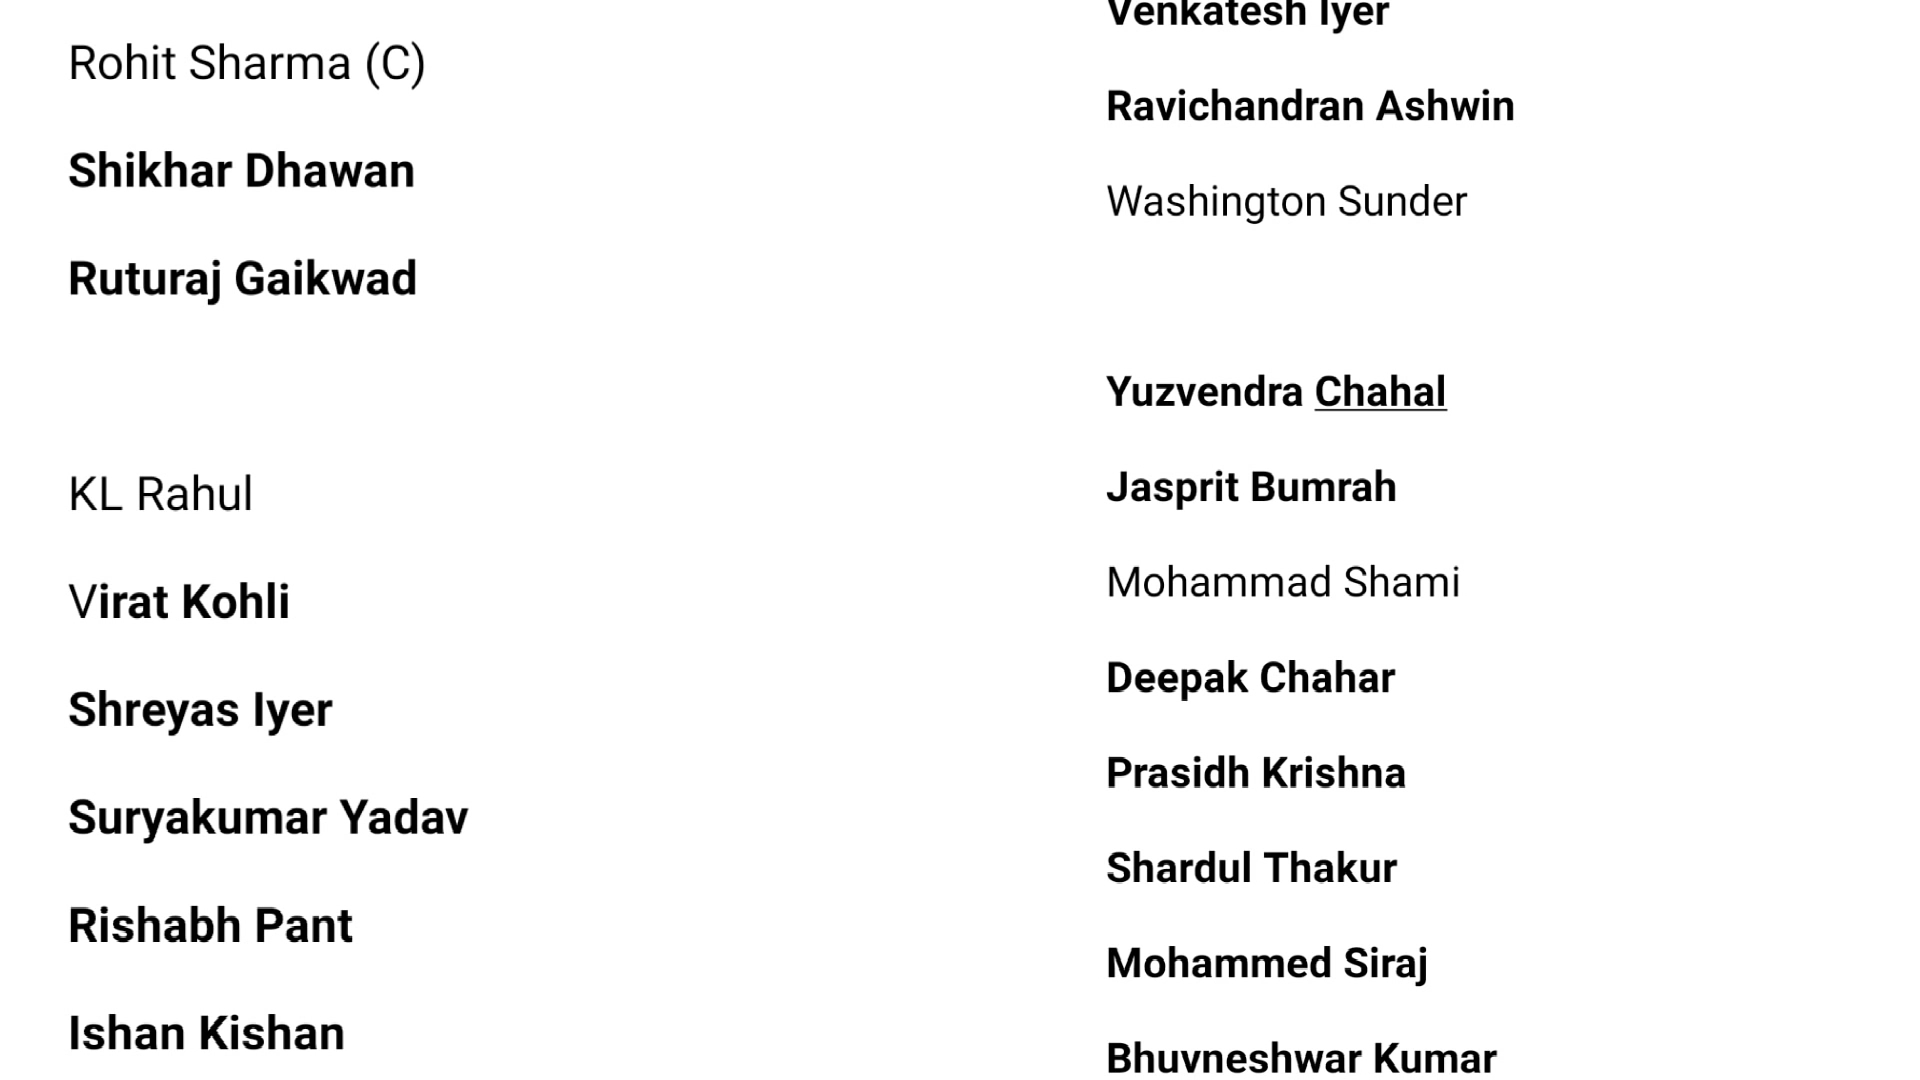 Rohit Sharma (C)
Shikhar Dhawan
Ruturaj Gaikwad
KL Rahul
Virat Kohli
Shreyas Iyer
Suryakumar Yadav
Rishabh Pant
Ishan Kishan
Venkatesh Iyer
Ravichandran Ashwin
Washington Sunder
Yuzvendra Chahal
Jasprit Bumrah
Mohammad Shami
Deepak Chahar
Prasidh Krishna
Shardul Thakur
Mohammed Siraj
Bhuvneshwar Kumar